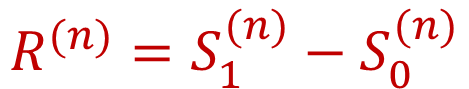 R^{(n)} = S_1^{(n)} − S_0^{(n)}